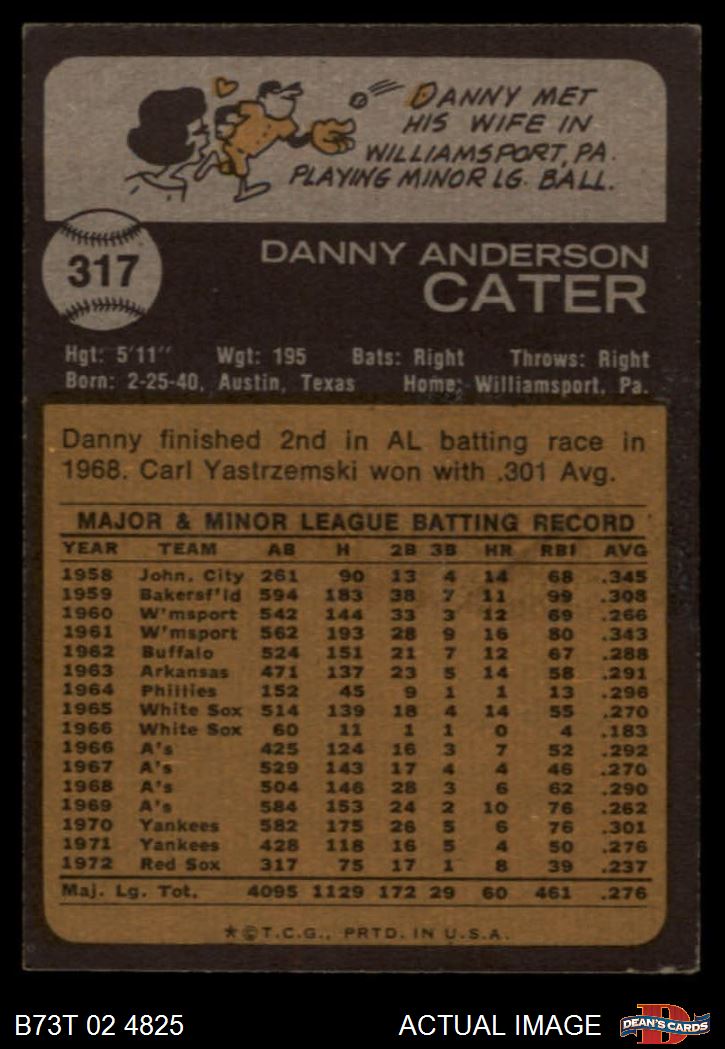 DANNY MET
HIS WIFE IN
WILLIAMSPORT, PA.
PLAYING MINOR LG. BALL.
317
DANNY ANDERSON
CATER
Hgt: 5'11" Wgt: 195 Bats: Right Throws: Right
Born: 2-25-40, Austin, Texas Home: Williamsport, Pa.
Danny finished 2nd in AL batting race in
1968. Carl Yastrzemski won with .301 Avg.
MAJOR & MINOR LEAGUE BATTING RECORD
YEAR TEAM AB H 2B 3B HR RBI AVG
1958 John. City 261 90 13 4 14 68 .345
1959 Bakersf'ld 594 183 38 7 11 99 .308
1960 W'msport 542 144 33 3 12 69 .266
1961 W'msport 562 193 28 9 16 80 .343
1962 Buffalo 524 151 21 7 12 67 .288
1963 Arkansas 471 137 23 5 14 58 .291
1964 Phillies 152 45 9 1 1 13 .296
1965 White Sox 514 139 18 4 14 55 .270
1966 White Sox 60 11 1 1 0 4 .183
1966 A's 425 124 16 3 7 52 .292
1967 A's 529 143 17 4 4 46 .270
1968 A's 504 146 28 3 6 62 .290
1969 A's 584 153 24 2 10 76 .262
1970 Yankees 582 175 26 5 6 76 .301
1971 Yankees 428 118 16 5 4 50 .276
1972 Red Sox 317 75 17 1 8 39 .237
Maj. Lg. Tot. 4095 1129 172 29 60 461 .276
★©T.C.G., PRTD. IN U.S.A.
B73T 02 4825 ACTUAL IMAGE
D
DEAN'S CARDS